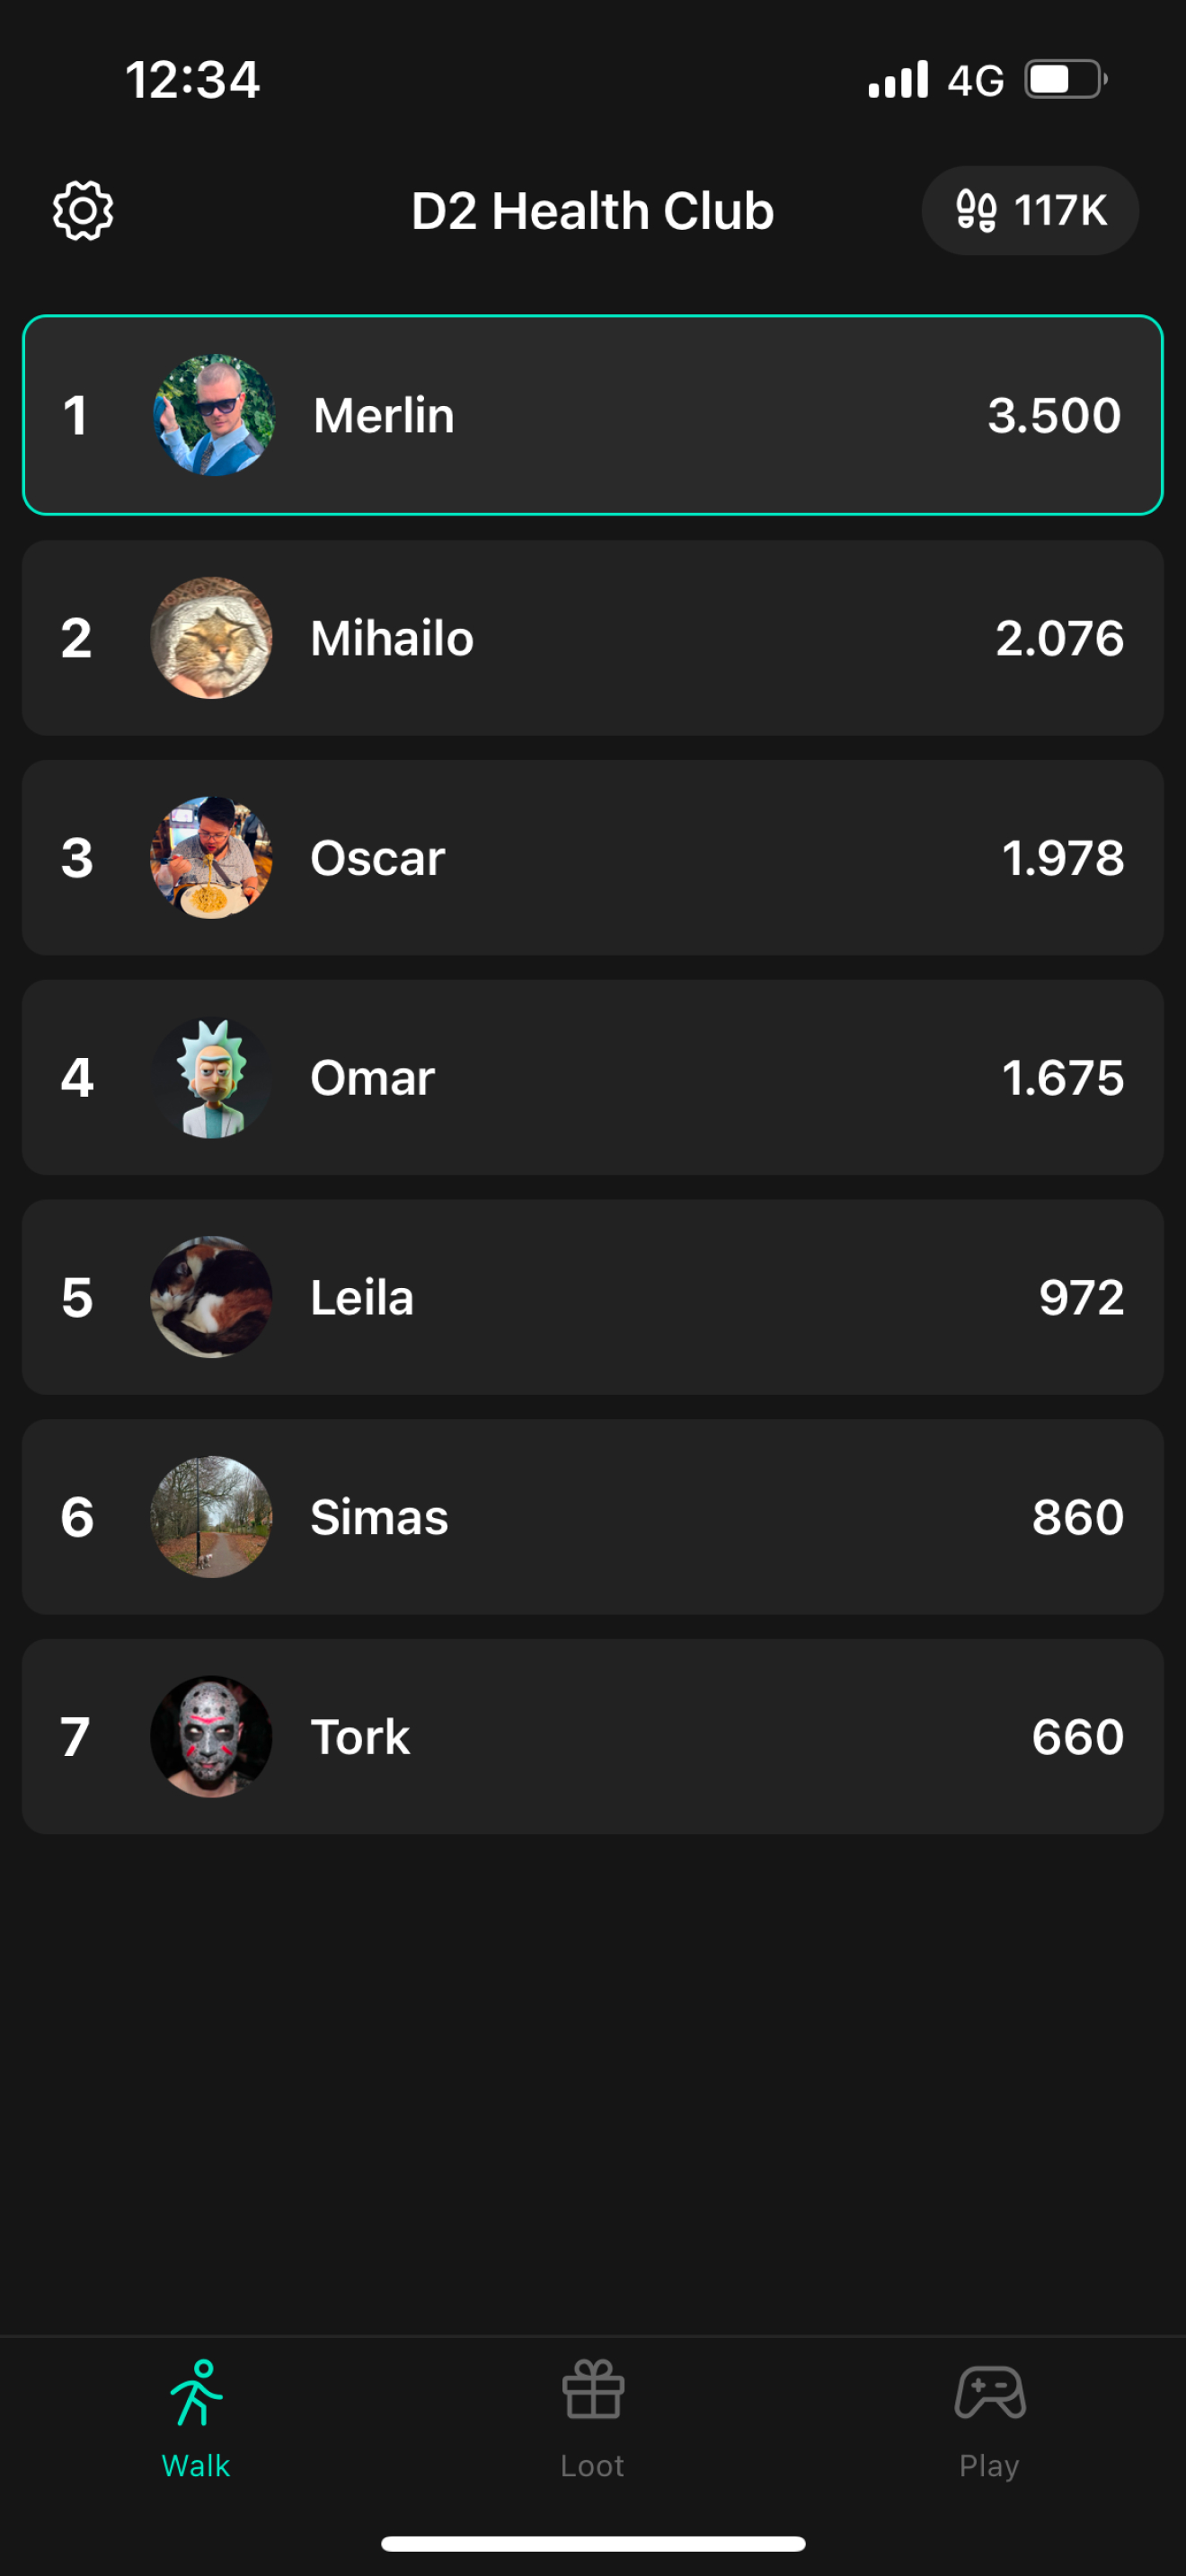 12:34 4G
D2 Health Club 117K
1 Merlin 3.500
2 Mihailo 2.076
3 Oscar 1.978
4 Omar 1.675
5 Leila 972
6 Simas 860
7 Tork 660
Walk Loot Play